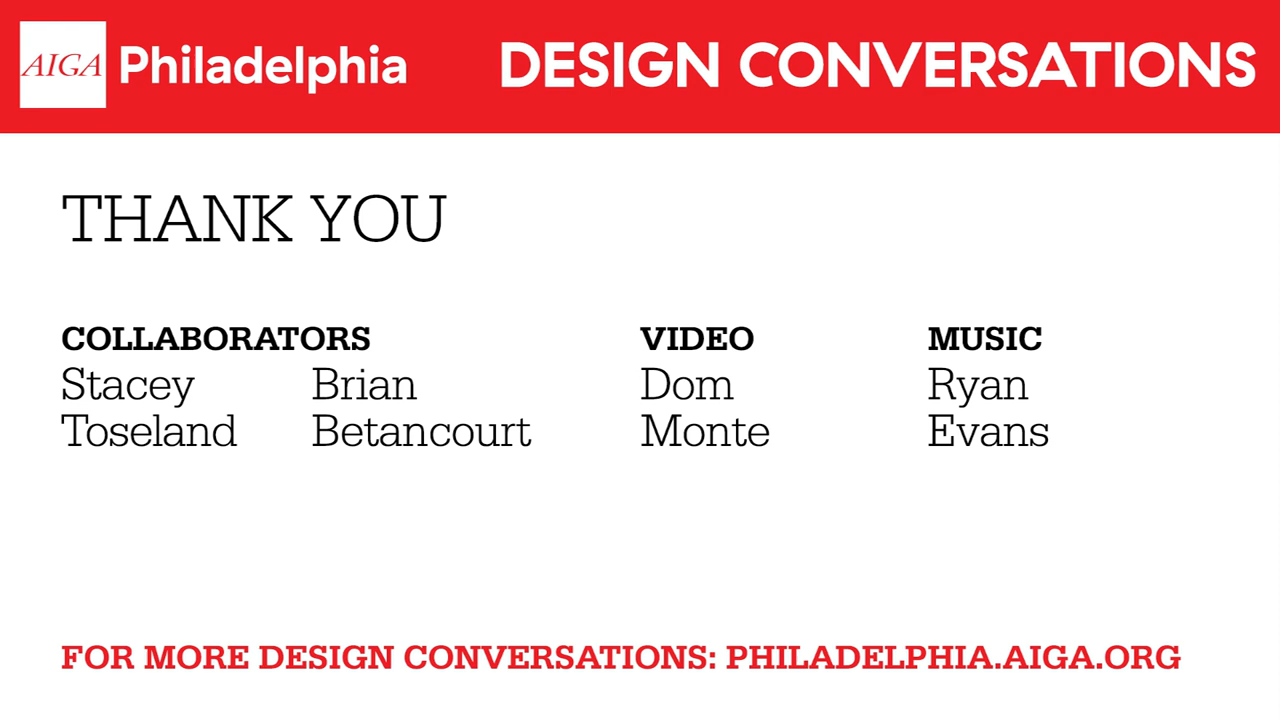 AIGA Philadelphia
DESIGN CONVERSATIONS
THANK YOU
COLLABORATORS
Stacey
Toseland
Brian
Betancourt
VIDEO
Dom
Monte
MUSIC
Ryan
Evans
FOR MORE DESIGN CONVERSATIONS: PHILADELPHIA.AIGA.ORG